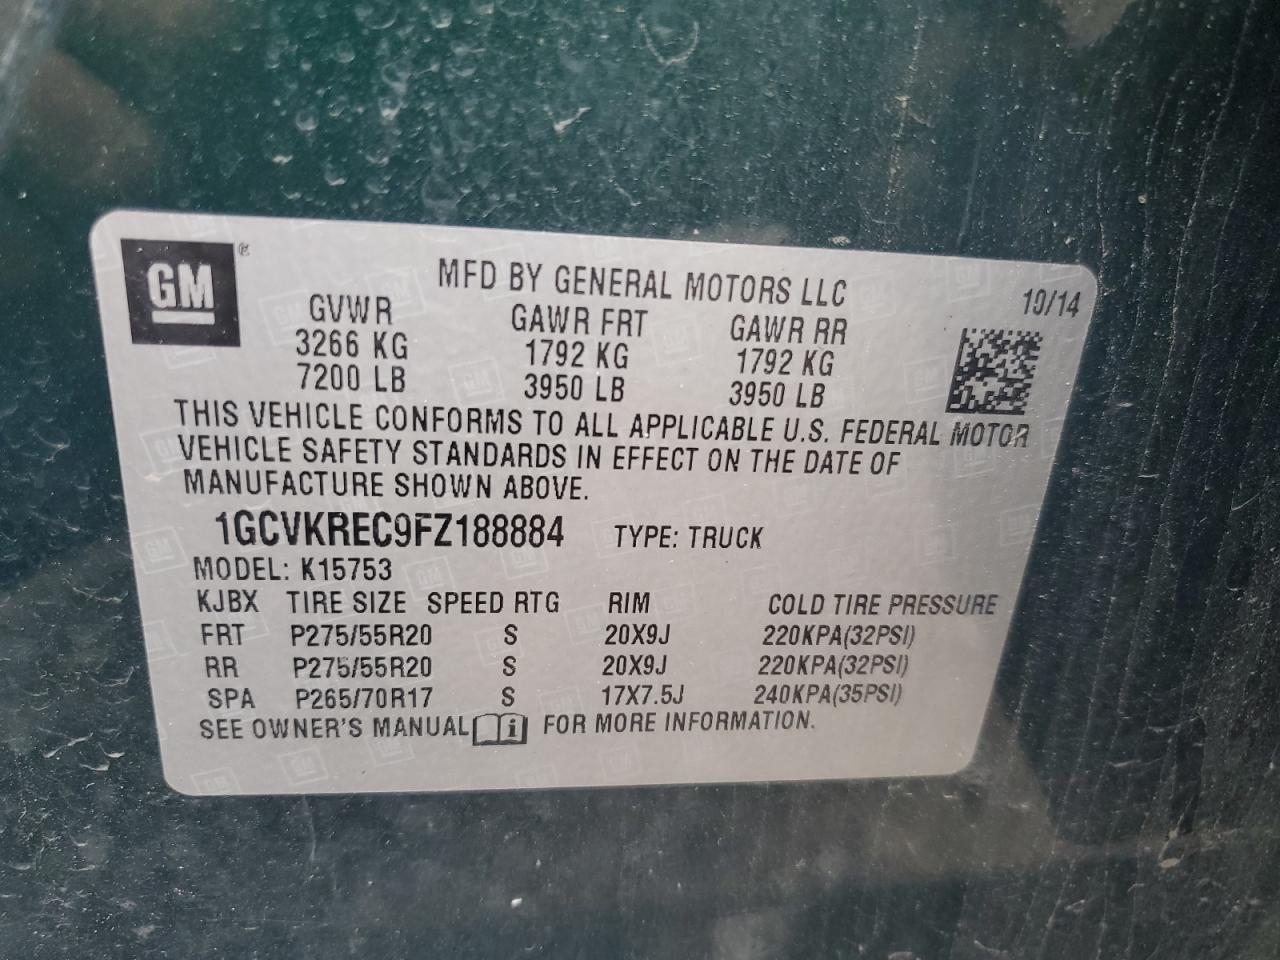 GM ®
MFD BY GENERAL MOTORS LLC
10/14
GVWR GAWR FRT GAWR RR
3266 KG 1792 KG 1792 KG
7200 LB 3950 LB 3950 LB
THIS VEHICLE CONFORMS TO ALL APPLICABLE U.S. FEDERAL MOTOR
VEHICLE SAFETY STANDARDS IN EFFECT ON THE DATE OF
MANUFACTURE SHOWN ABOVE.
1GCVKREC9FZ188884 TYPE: TRUCK
MODEL: K15753
KJBX TIRE SIZE SPEED RTG RIM COLD TIRE PRESSURE
FRT P275/55R20 S 20X9J 220KPA(32PSI)
RR P275/55R20 S 20X9J 220KPA(32PSI)
SPA P265/70R17 S 17X7.5J 240KPA(35PSI)
SEE OWNER'S MANUAL i FOR MORE INFORMATION.